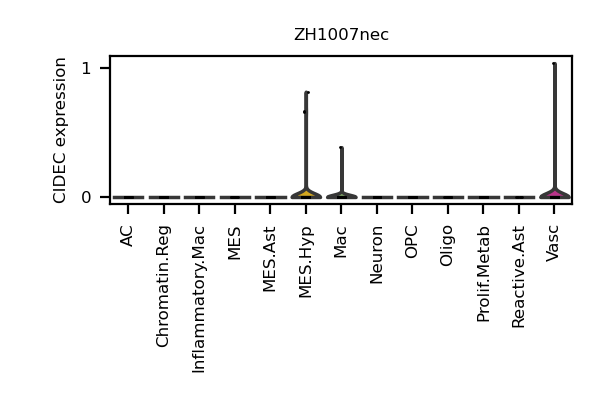 ZH1007nec
CIDEC expression
1
0
AC
Chromatin.Reg
Inflammatory.Mac
MES
MES.Ast
MES.Hyp
Mac
Neuron
OPC
Oligo
Prolif.Metab
Reactive.Ast
Vasc